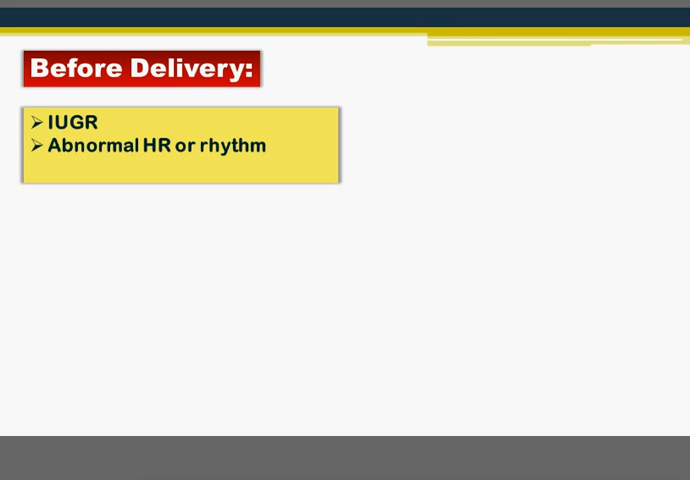 Before Delivery:
➢ IUGR
➢ Abnormal HR or rhythm